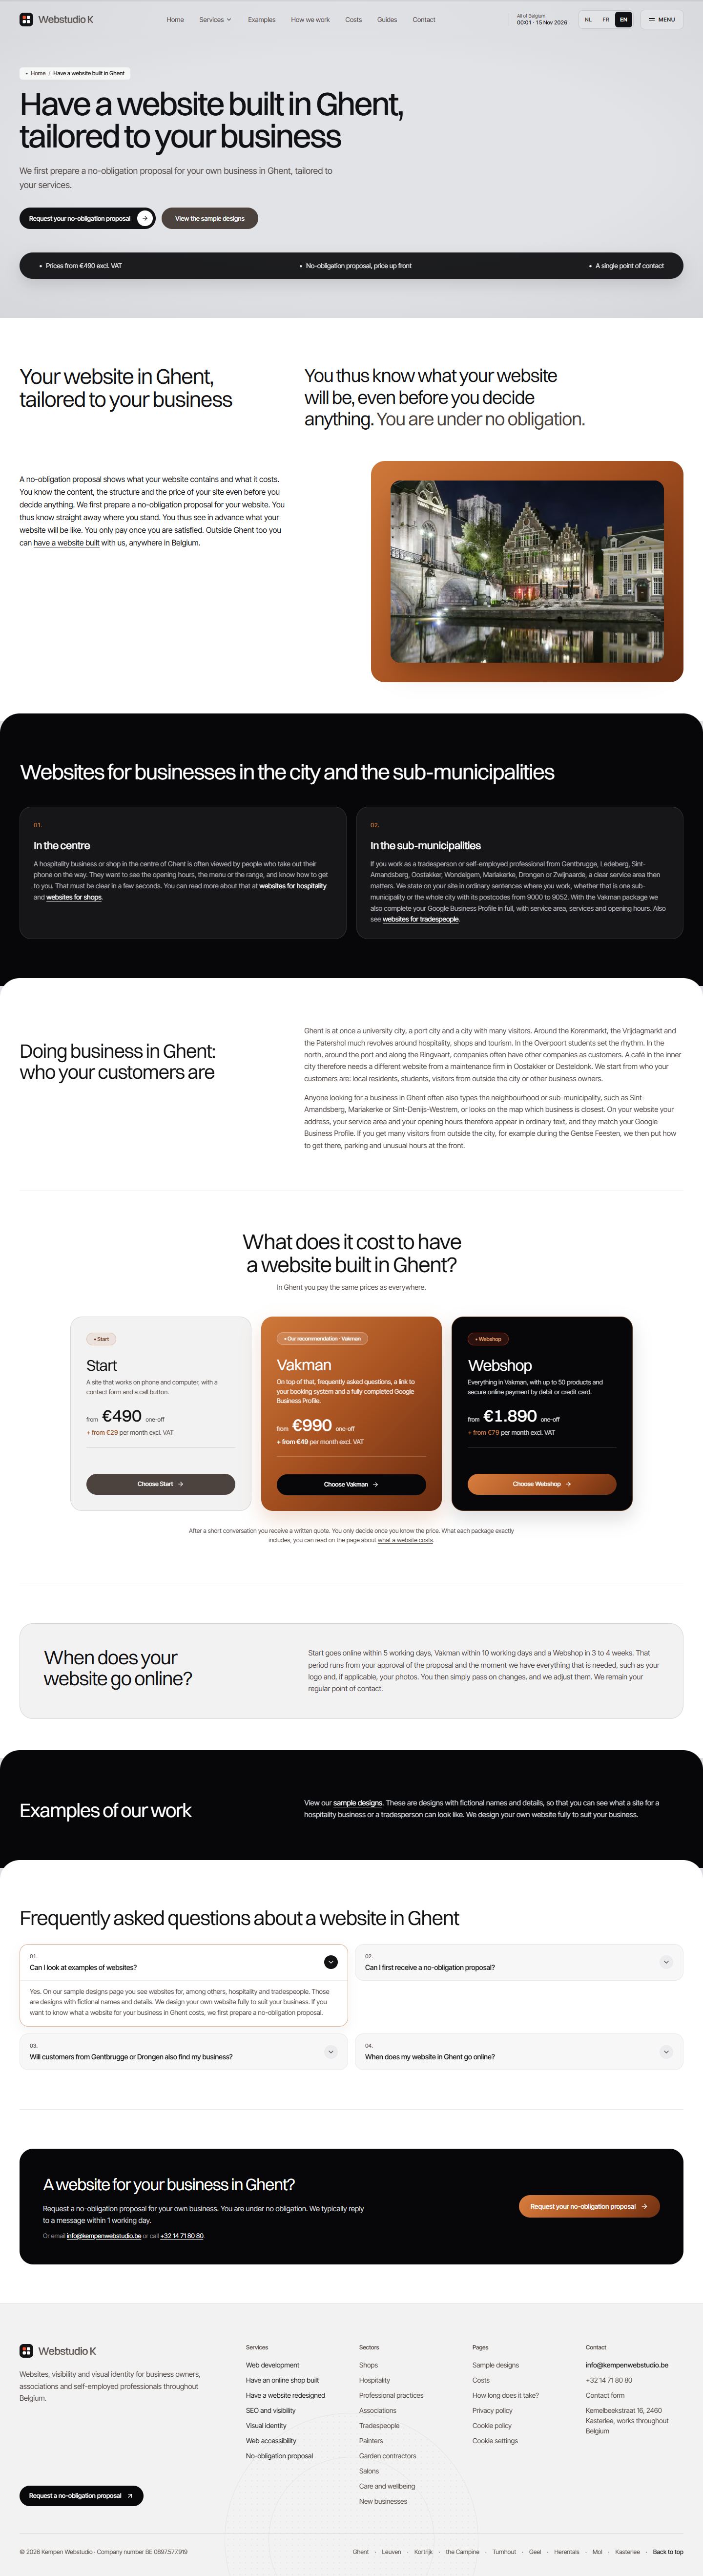 Webstudio K
Home
Services
Examples
How we work
Costs
Guides
Contact
All of Belgium
00:01 · 15 Nov 2026
NL
FR
EN
MENU
• Home / Have a website built in Ghent
Have a website built in Ghent,
tailored to your business
We first prepare a no-obligation proposal for your own business in Ghent, tailored to
your services.
Request your no-obligation proposal →
View the sample designs
• Prices from €490 excl. VAT
• No-obligation proposal, price up front
• A single point of contact
Your website in Ghent,
tailored to your business
You thus know what your website
will be, even before you decide
anything. You are under no obligation.
A no-obligation proposal shows what your website contains and what it costs.
You know the content, the structure and the price of your site even before you
decide anything. We first prepare a no-obligation proposal for your website. You
thus know straight away where you stand. You thus see in advance what your
website will be like. You only pay once you are satisfied. Outside Ghent too you
can have a website built with us, anywhere in Belgium.
Websites for businesses in the city and the sub-municipalities
01.
In the centre
A hospitality business or shop in the centre of Ghent is often viewed by people who take out their
phone on the way. They want to see the opening hours, the menu or the range, and know how to get
to you. That must be clear in a few seconds. You can read more about that at websites for hospitality
and websites for shops.
02.
In the sub-municipalities
If you work as a tradesperson or self-employed professional from Gentbrugge, Ledeberg, Sint-
Amandsberg, Oostakker, Wondelgem, Mariakerke, Drongen or Zwijnaarde, a clear service area then
matters. We state on your site in ordinary sentences where you work, whether that is one sub-
municipality or the whole city with its postcodes from 9000 to 9052. With the Vakman package we
also complete your Google Business Profile in full, with service area, services and opening hours. Also
see websites for tradespeople.
Doing business in Ghent:
who your customers are
Ghent is at once a university city, a port city and a city with many visitors. Around the Korenmarkt, the Vrijdagmarkt and
the Patershol much revolves around hospitality, shops and tourism. In the Overpoort students set the rhythm. In the
north, around the port and along the Ringvaart, companies often have other companies as customers. A café in the inner
city therefore needs a different website from a maintenance firm in Oostakker or Desteldonk. We start from who your
customers are: local residents, students, visitors from outside the city or other business owners.
Anyone looking for a business in Ghent often also types the neighbourhood or sub-municipality, such as Sint-
Amandsberg, Mariakerke or Sint-Denijs-Westrem, or looks on the map which business is closest. On your website your
address, your service area and your opening hours therefore appear in ordinary text, and they match your Google
Business Profile. If you get many visitors from outside the city, for example during the Gentse Feesten, we then put how
to get there, parking and unusual hours at the front.
What does it cost to have
a website built in Ghent?
In Ghent you pay the same prices as everywhere.
• Start
Start
A site that works on phone and computer, with a
contact form and a call button.
from €490 one-off
+ from €29 per month excl. VAT
Choose Start →
• Our recommendation · Vakman
Vakman
On top of that, frequently asked questions, a link to
your booking system and a fully completed Google
Business Profile.
from €990 one-off
+ from €49 per month excl. VAT
Choose Vakman →
• Webshop
Webshop
Everything in Vakman, with up to 50 products and
secure online payment by debit or credit card.
from €1.890 one-off
+ from €79 per month excl. VAT
Choose Webshop →
After a short conversation you receive a written quote. You only decide once you know the price. What each package exactly
includes, you can read on the page about what a website costs.
When does your
website go online?
Start goes online within 5 working days, Vakman within 10 working days and a Webshop in 3 to 4 weeks. That
period runs from your approval of the proposal and the moment we have everything that is needed, such as your
logo and, if applicable, your photos. You then simply pass on changes, and we adjust them. We remain your
regular point of contact.
Examples of our work
View our sample designs. These are designs with fictional names and details, so that you can see what a site for a
hospitality business or a tradesperson can look like. We design your own website fully to suit your business.
Frequently asked questions about a website in Ghent
01.
Can I look at examples of websites?
Yes. On our sample designs page you see websites for, among others, hospitality and tradespeople. Those
are designs with fictional names and details. We design your own website fully to suit your business. If you
want to know what a website for your business in Ghent costs, we first prepare a no-obligation proposal.
02.
Can I first receive a no-obligation proposal?
03.
Will customers from Gentbrugge or Drongen also find my business?
04.
When does my website in Ghent go online?
A website for your business in Ghent?
Request a no-obligation proposal for your own business. You are under no obligation. We typically reply
to a message within 1 working day.
Or email info@kempenwebstudio.be or call +32 14 71 80 80
Request your no-obligation proposal →
Webstudio K
Websites, visibility and visual identity for business owners,
associations and self-employed professionals throughout
Belgium.
Request a no-obligation proposal ↗
Services
Web development
Have an online shop built
Have a website redesigned
SEO and visibility
Visual identity
Web accessibility
No-obligation proposal
Sectors
Shops
Hospitality
Professional practices
Associations
Tradespeople
Painters
Garden contractors
Salons
Care and wellbeing
New businesses
Pages
Sample designs
Costs
How long does it take?
Privacy policy
Cookie policy
Cookie settings
Contact
info@kempenwebstudio.be
+32 14 71 80 80
Contact form
Kemelbeekstraat 16, 2460
Kasterlee, works throughout
Belgium
© 2026 Kempen Webstudio · Company number BE 0897.577.919
Ghent · Leuven · Kortrijk · the Campine · Turnhout · Geel · Herentals · Mol · Kasterlee · Back to top